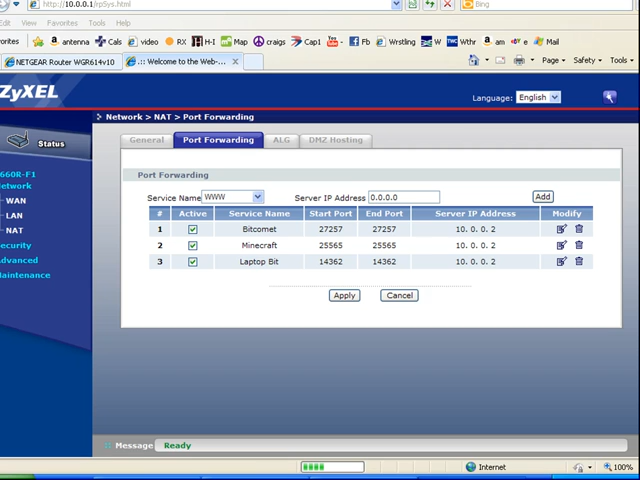 http://10.0.0.1/rpSys.html
Bing
View Favorites Tools Help
antenna Cals video RX H-I Map craigs Cap1 Fb Wrstling W Wthr am e Mail
NETGEAR Router WGR614v10 .:: Welcome to the Web-... Page Safety Tools
ZyXEL
Language: English
Network > NAT > Port Forwarding
Status
General Port Forwarding ALG DMZ Hosting
660R-F1
WAN
LAN
NAT
Port Forwarding
Service Name WWW Server IP Address 0.0.0.0 Add
# Active Service Name Start Port End Port Server IP Address Modify
1 Bitcomet 27257 27257 10. 0. 0. 2
2 Minecraft 25565 25565 10. 0. 0. 2
3 Laptop Bit 14362 14362 10. 0. 0. 2
Apply Cancel
Message Ready
Internet 100%